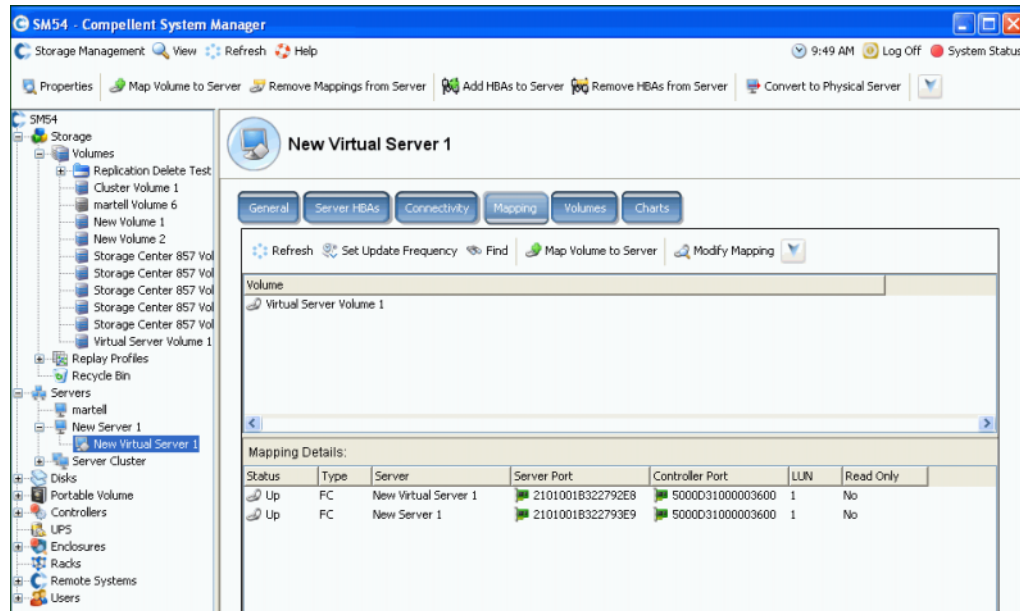 SM54 - Compellent System Manager
Storage Management View Refresh Help 9:49 AM Log Off System Status
Properties Map Volume to Server Remove Mappings from Server Add HBAs to Server Remove HBAs from Server Convert to Physical Server
SM54
Storage
Volumes
Replication Delete Test
Cluster Volume 1
martell Volume 6
New Volume 1
New Volume 2
Storage Center 857 Vol
Storage Center 857 Vol
Storage Center 857 Vol
Storage Center 857 Vol
Storage Center 857 Vol
Virtual Server Volume 1
Replay Profiles
Recycle Bin
Servers
martell
New Server 1
New Virtual Server 1
Server Cluster
Disks
Portable Volume
Controllers
UPS
Enclosures
Racks
Remote Systems
Users
New Virtual Server 1
General Server HBAs Connectivity Mapping Volumes Charts
Refresh Set Update Frequency Find Map Volume to Server Modify Mapping
Volume
Virtual Server Volume 1
Mapping Details:
Status Type Server Server Port Controller Port LUN Read Only
Up FC New Virtual Server 1 2101001B322792E8 5000D31000003600 1 No
Up FC New Server 1 2101001B322793E9 5000D31000003600 1 No